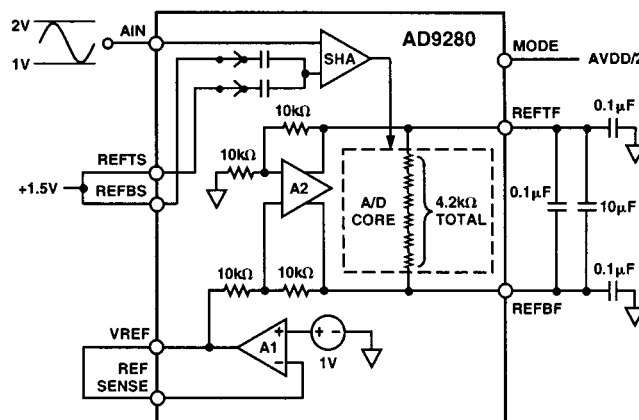 2V
1V
AIN
AD9280
MODE
AVDD/2
SHA
REFTS
REFBS
+1.5V
10kΩ
10kΩ
A2
A/D
CORE
4.2kΩ
TOTAL
REFTF
0.1μF
0.1μF
10μF
0.1μF
REFBF
10kΩ
10kΩ
VREF
A1
+
−
+ −
1V
REF
SENSE